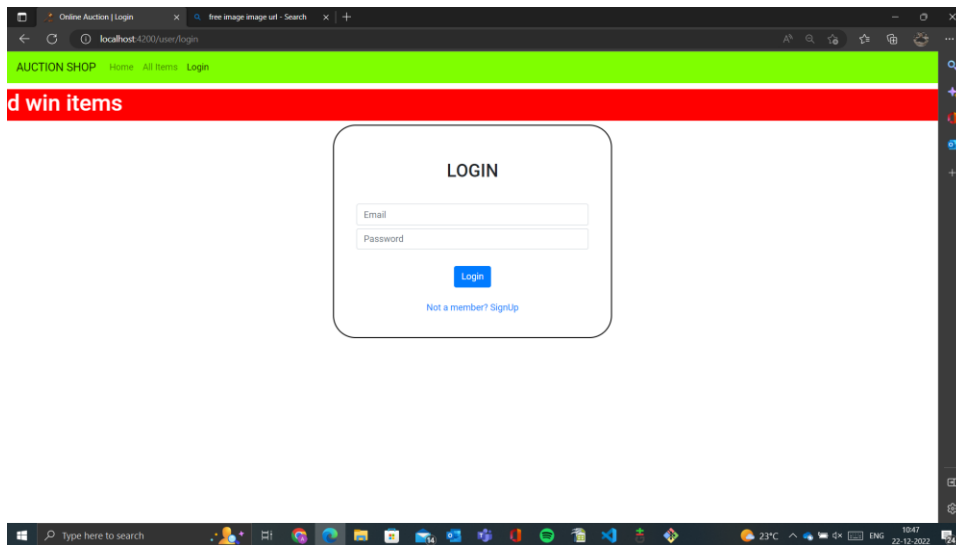 Online Auction | Login
free image image url - Search
localhost:4200/user/login
AUCTION SHOP Home All Items Login
d win items
LOGIN
Email
Password
Login
Not a member? SignUp
Type here to search
23°C
ENG
10:47
22-12-2022
24